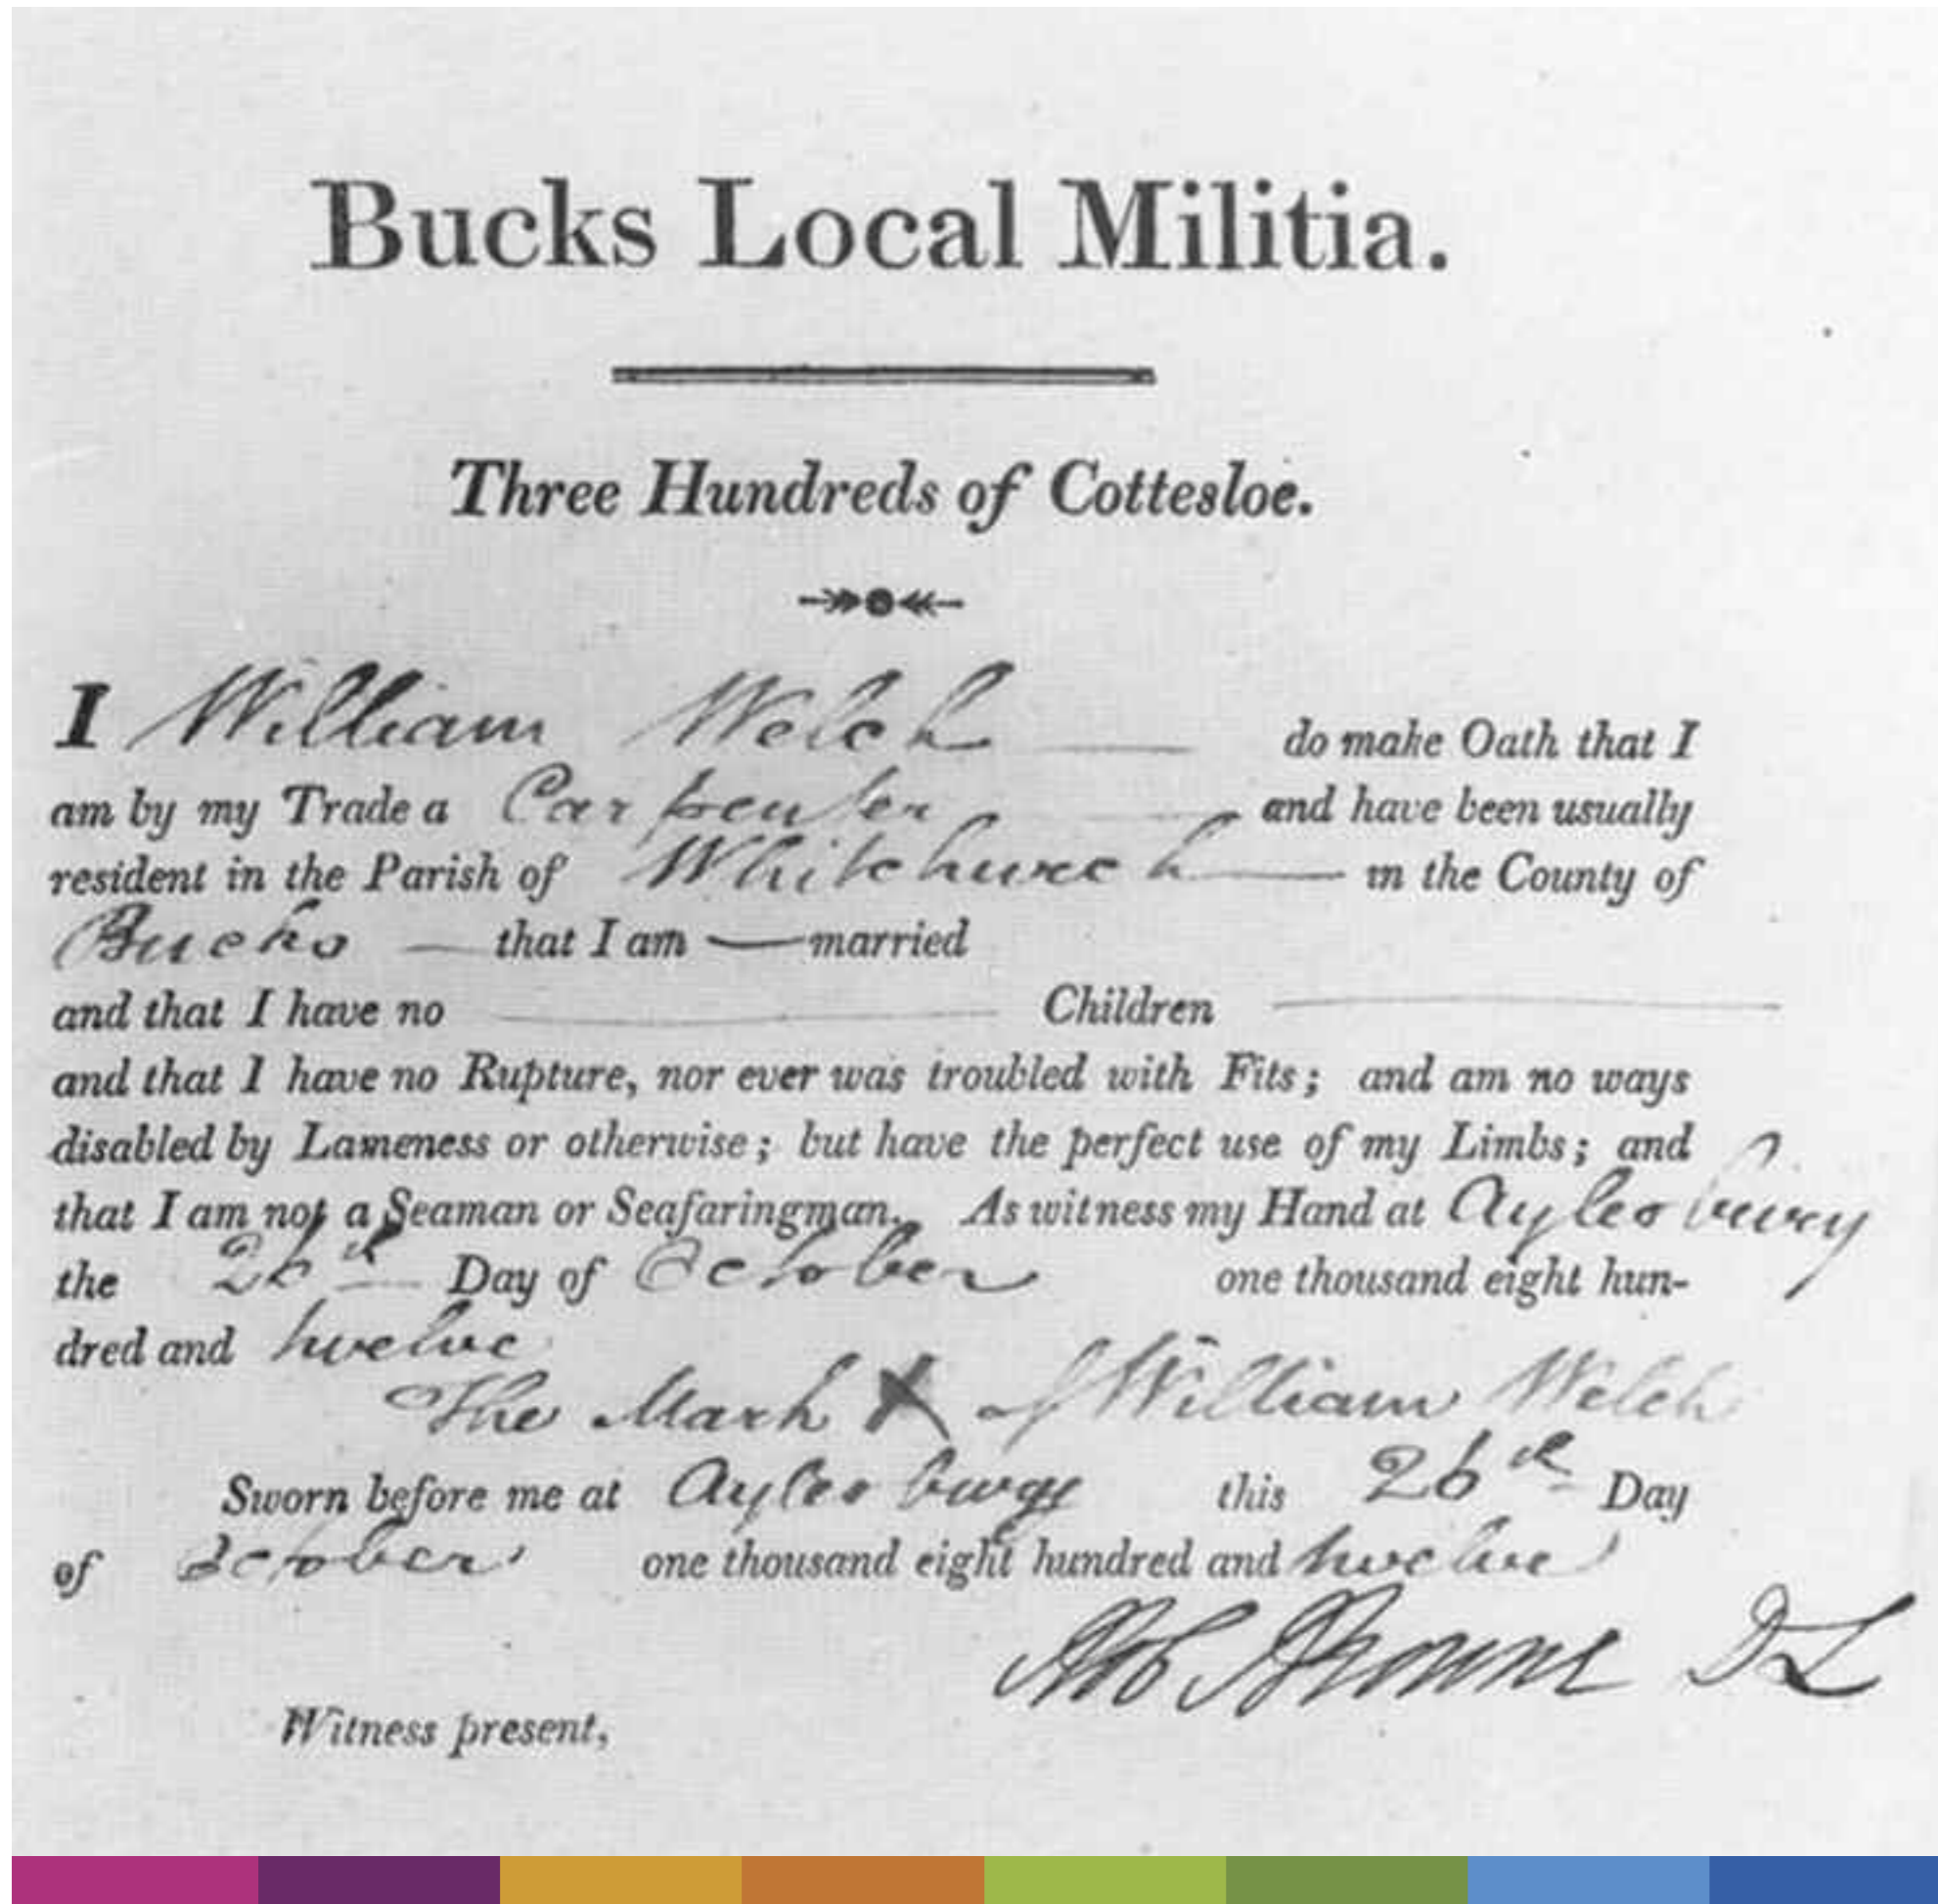 Bucks Local Militia.
Three Hundreds of Cottesloe.
I William Welch do make Oath that I
am by my Trade a Carpenter and have been usually
resident in the Parish of Whitchurch in the County of
Bucks — that I am — married
and that I have no Children
and that I have no Rupture, nor ever was troubled with Fits; and am no ways
disabled by Lameness or otherwise; but have the perfect use of my Limbs; and
that I am not a Seaman or Seafaringman. As witness my Hand at Aylesbury
the 26th Day of October one thousand eight hun-
dred and twelve
The Mark X of William Welch
Sworn before me at Aylesbury this 26th Day
of October one thousand eight hundred and twelve
Browne DL
Witness present,